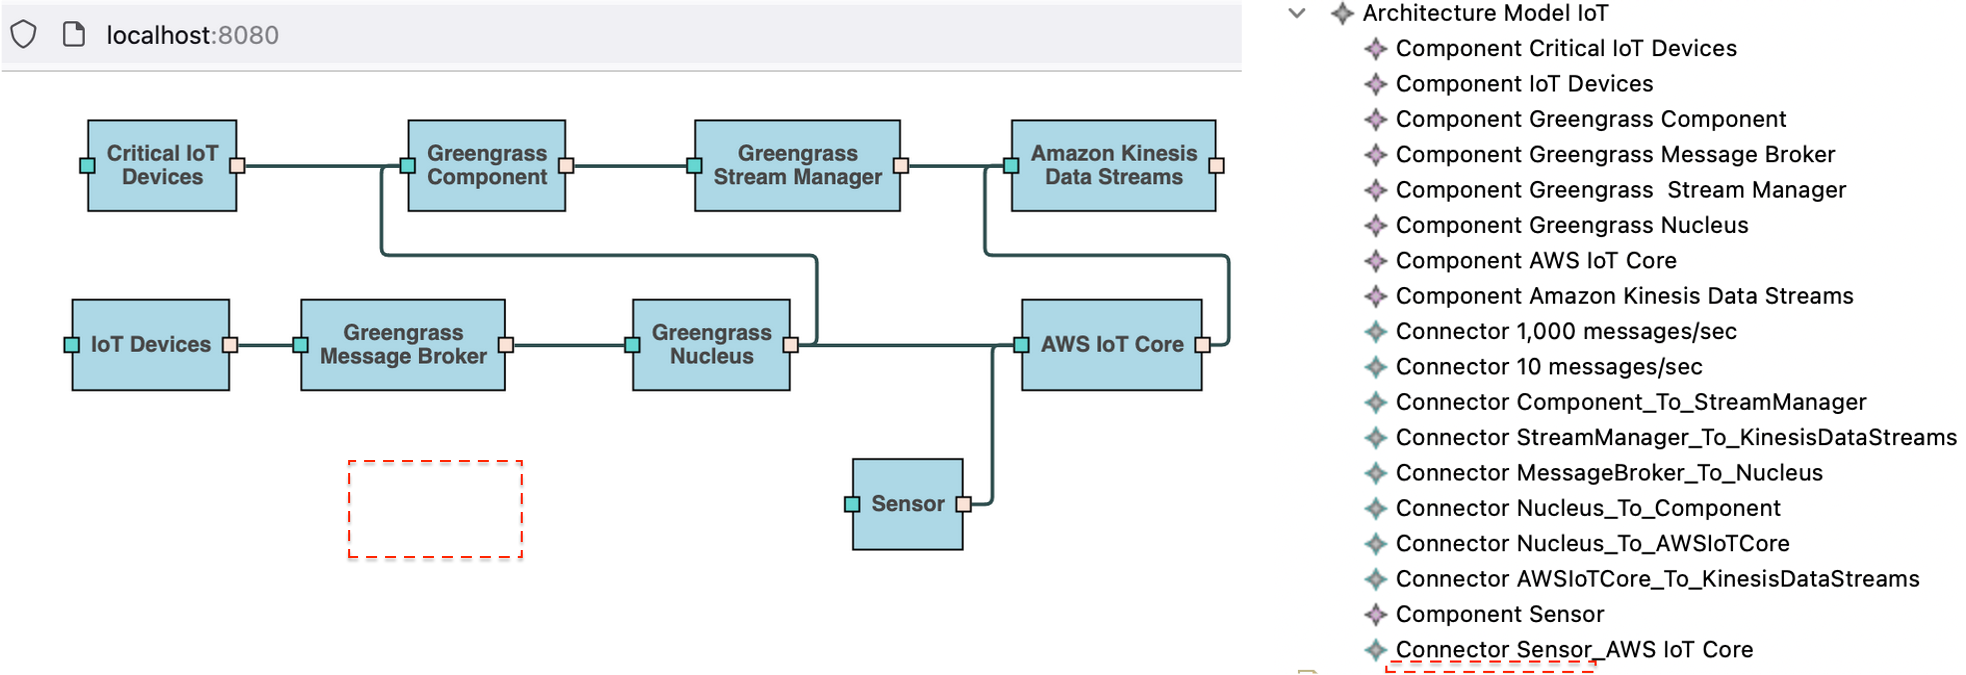 localhost:8080
Critical IoT
Devices
Greengrass
Component
Greengrass
Stream Manager
Amazon Kinesis
Data Streams
IoT Devices
Greengrass
Message Broker
Greengrass
Nucleus
AWS IoT Core
Sensor
Architecture Model IoT
Component Critical IoT Devices
Component IoT Devices
Component Greengrass Component
Component Greengrass Message Broker
Component Greengrass  Stream Manager
Component Greengrass Nucleus
Component AWS IoT Core
Component Amazon Kinesis Data Streams
Connector 1,000 messages/sec
Connector 10 messages/sec
Connector Component_To_StreamManager
Connector StreamManager_To_KinesisDataStreams
Connector MessageBroker_To_Nucleus
Connector Nucleus_To_Component
Connector Nucleus_To_AWSIoTCore
Connector AWSIoTCore_To_KinesisDataStreams
Component Sensor
Connector Sensor_AWS IoT Core